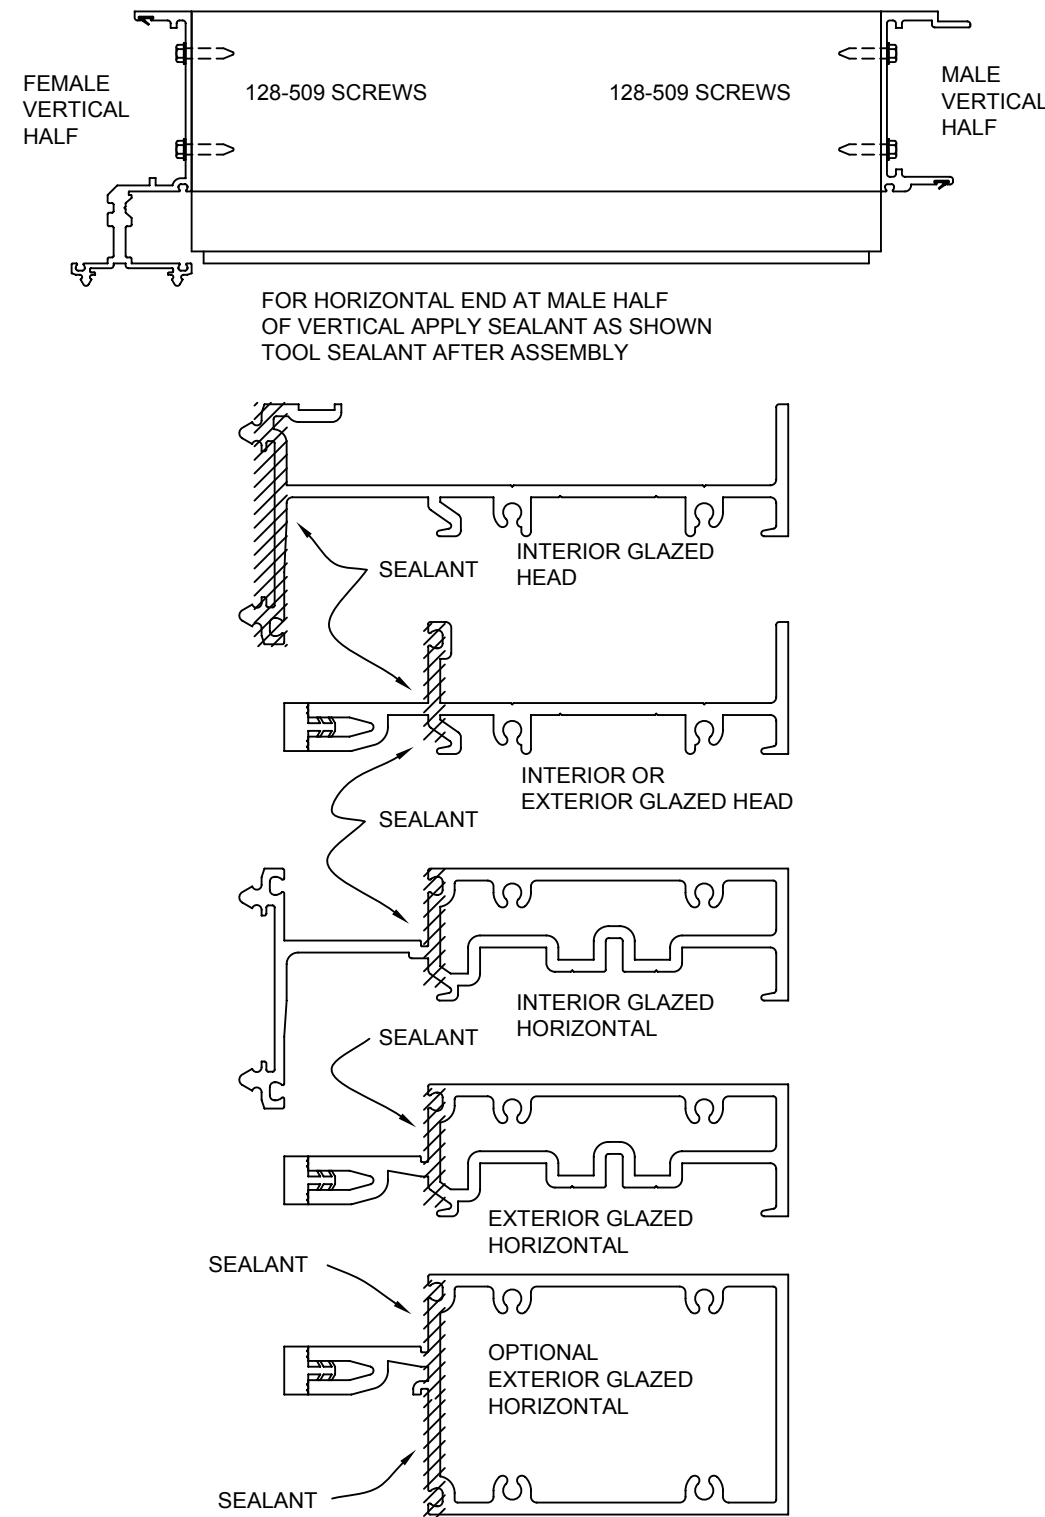 FEMALE
VERTICAL
HALF
128-509 SCREWS
128-509 SCREWS
MALE
VERTICAL
HALF
FOR HORIZONTAL END AT MALE HALF
OF VERTICAL APPLY SEALANT AS SHOWN
TOOL SEALANT AFTER ASSEMBLY
INTERIOR GLAZED
HEAD
SEALANT
INTERIOR OR
EXTERIOR GLAZED HEAD
SEALANT
INTERIOR GLAZED
HORIZONTAL
SEALANT
EXTERIOR GLAZED
HORIZONTAL
SEALANT
OPTIONAL
EXTERIOR GLAZED
HORIZONTAL
SEALANT